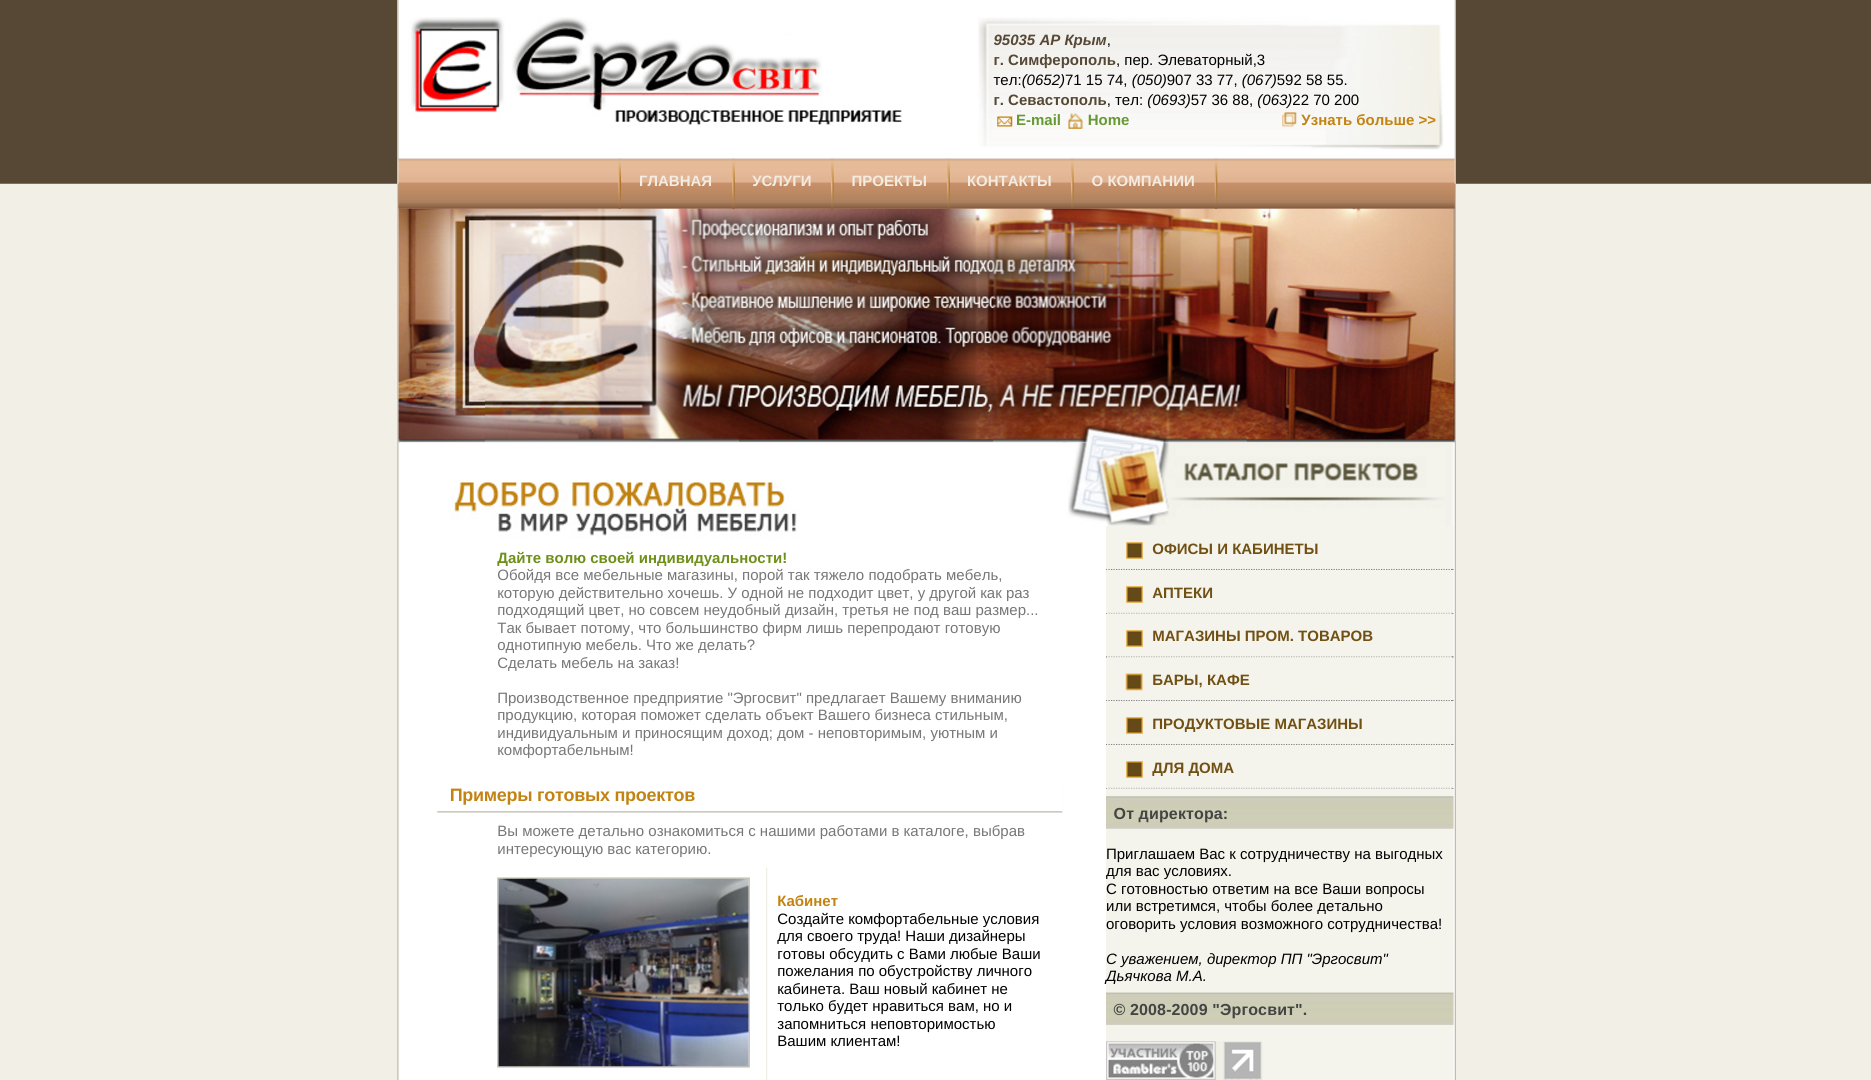 Ергосвіт
ПРОИЗВОДСТВЕННОЕ ПРЕДПРИЯТИЕ
95035 АР Крым,
г. Симферополь, пер. Элеваторный,3
тел:(0652)71 15 74, (050)907 33 77, (067)592 58 55.
г. Севастополь, тел: (0693)57 36 88, (063)22 70 200
E-mail Home Узнать больше >>
ГЛАВНАЯ УСЛУГИ ПРОЕКТЫ КОНТАКТЫ О КОМПАНИИ
- Профессионализм и опыт работы
- Стильный дизайн и индивидуальный подход в деталях
- Креативное мышление и широкие техническе возможности
- Мебель для офисов и пансионатов. Торговое оборудование
МЫ ПРОИЗВОДИМ МЕБЕЛЬ, А НЕ ПЕРЕПРОДАЕМ!
ДОБРО ПОЖАЛОВАТЬ
В МИР УДОБНОЙ МЕБЕЛИ!
Дайте волю своей индивидуальности!
Обойдя все мебельные магазины, порой так тяжело подобрать мебель,
которую действительно хочешь. У одной не подходит цвет, у другой как раз
подходящий цвет, но совсем неудобный дизайн, третья не под ваш размер...
Так бывает потому, что большинство фирм лишь перепродают готовую
однотипную мебель. Что же делать?
Сделать мебель на заказ!
Производственное предприятие "Эргосвит" предлагает Вашему вниманию
продукцию, которая поможет сделать объект Вашего бизнеса стильным,
индивидуальным и приносящим доход; дом - неповторимым, уютным и
комфортабельным!
Примеры готовых проектов
Вы можете детально ознакомиться с нашими работами в каталоге, выбрав
интересующую вас категорию.
Кабинет
Создайте комфортабельные условия
для своего труда! Наши дизайнеры
готовы обсудить с Вами любые Ваши
пожелания по обустройству личного
кабинета. Ваш новый кабинет не
только будет нравиться вам, но и
запомниться неповторимостью
Вашим клиентам!
КАТАЛОГ ПРОЕКТОВ
ОФИСЫ И КАБИНЕТЫ
АПТЕКИ
МАГАЗИНЫ ПРОМ. ТОВАРОВ
БАРЫ, КАФЕ
ПРОДУКТОВЫЕ МАГАЗИНЫ
ДЛЯ ДОМА
От директора:
Приглашаем Вас к сотрудничеству на выгодных
для вас условиях.
С готовностью ответим на все Ваши вопросы
или встретимся, чтобы более детально
оговорить условия возможного сотрудничества!
С уважением, директор ПП "Эргосвит"
Дьячкова М.А.
© 2008-2009 "Эргосвит".
УЧАСТНИК
Rambler's TOP 100